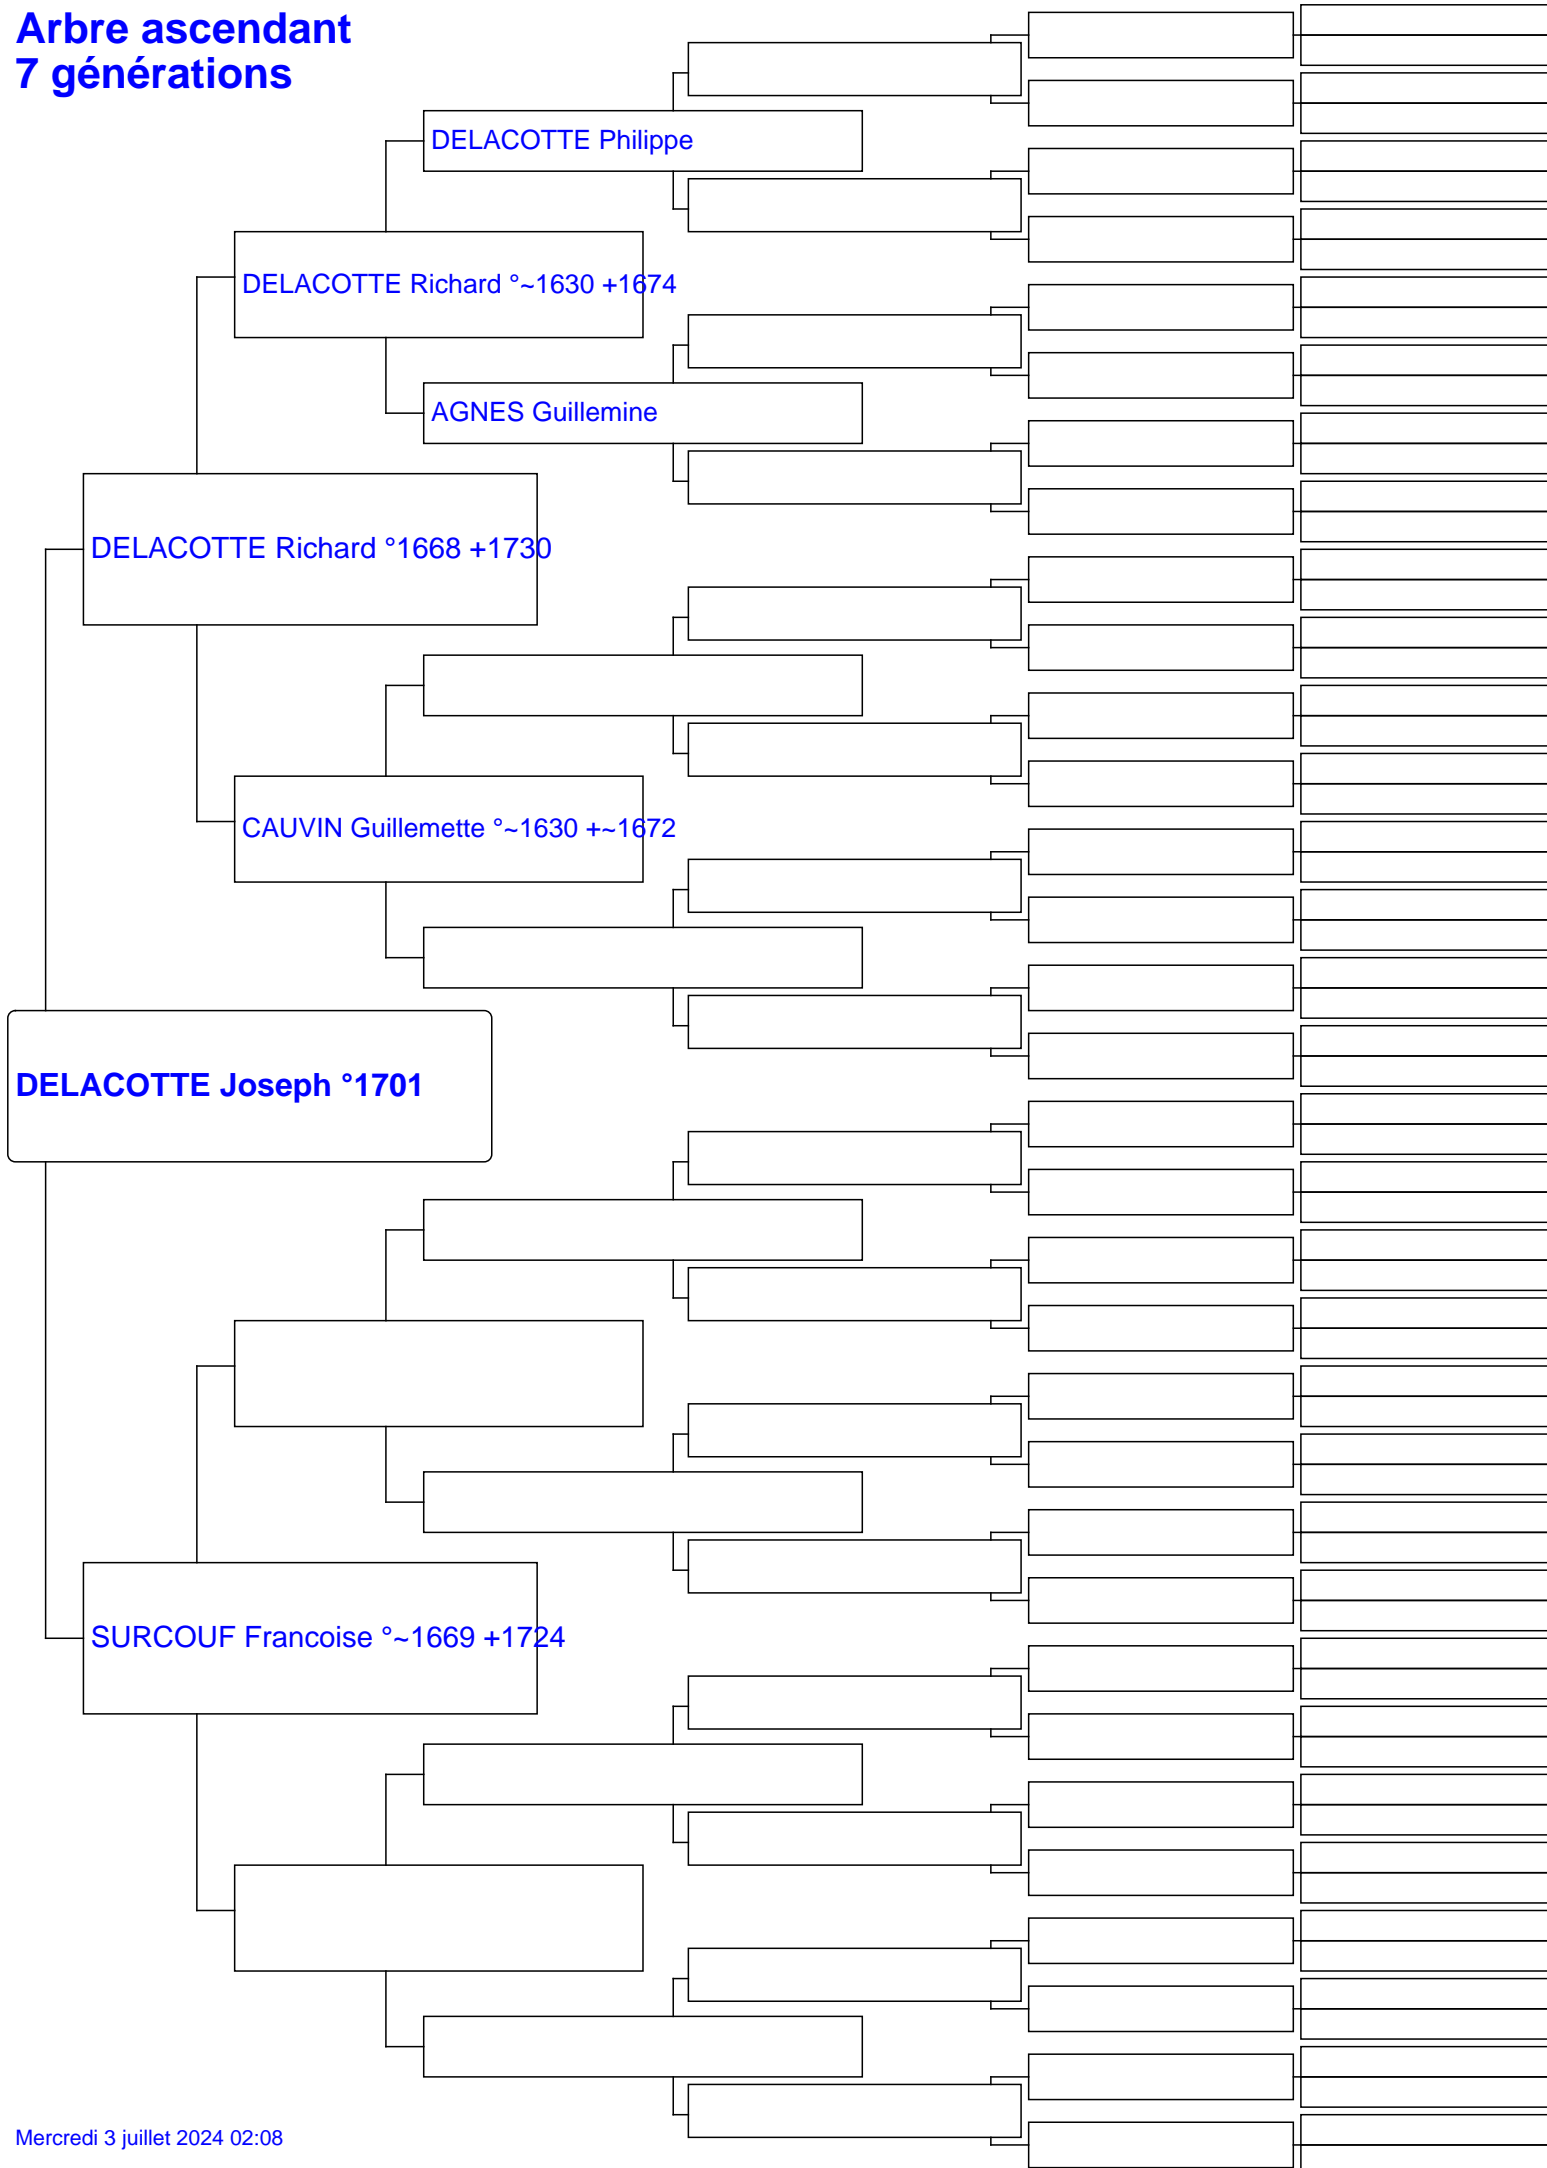 Arbre ascendant
7 générations
DELACOTTE Philippe
DELACOTTE Richard °~1630 +1674
AGNES Guillemine
DELACOTTE Richard °1668 +1730
CAUVIN Guillemette °~1630 +~1672
DELACOTTE Joseph °1701
SURCOUF Francoise °~1669 +1724
Mercredi 3 juillet 2024 02:08